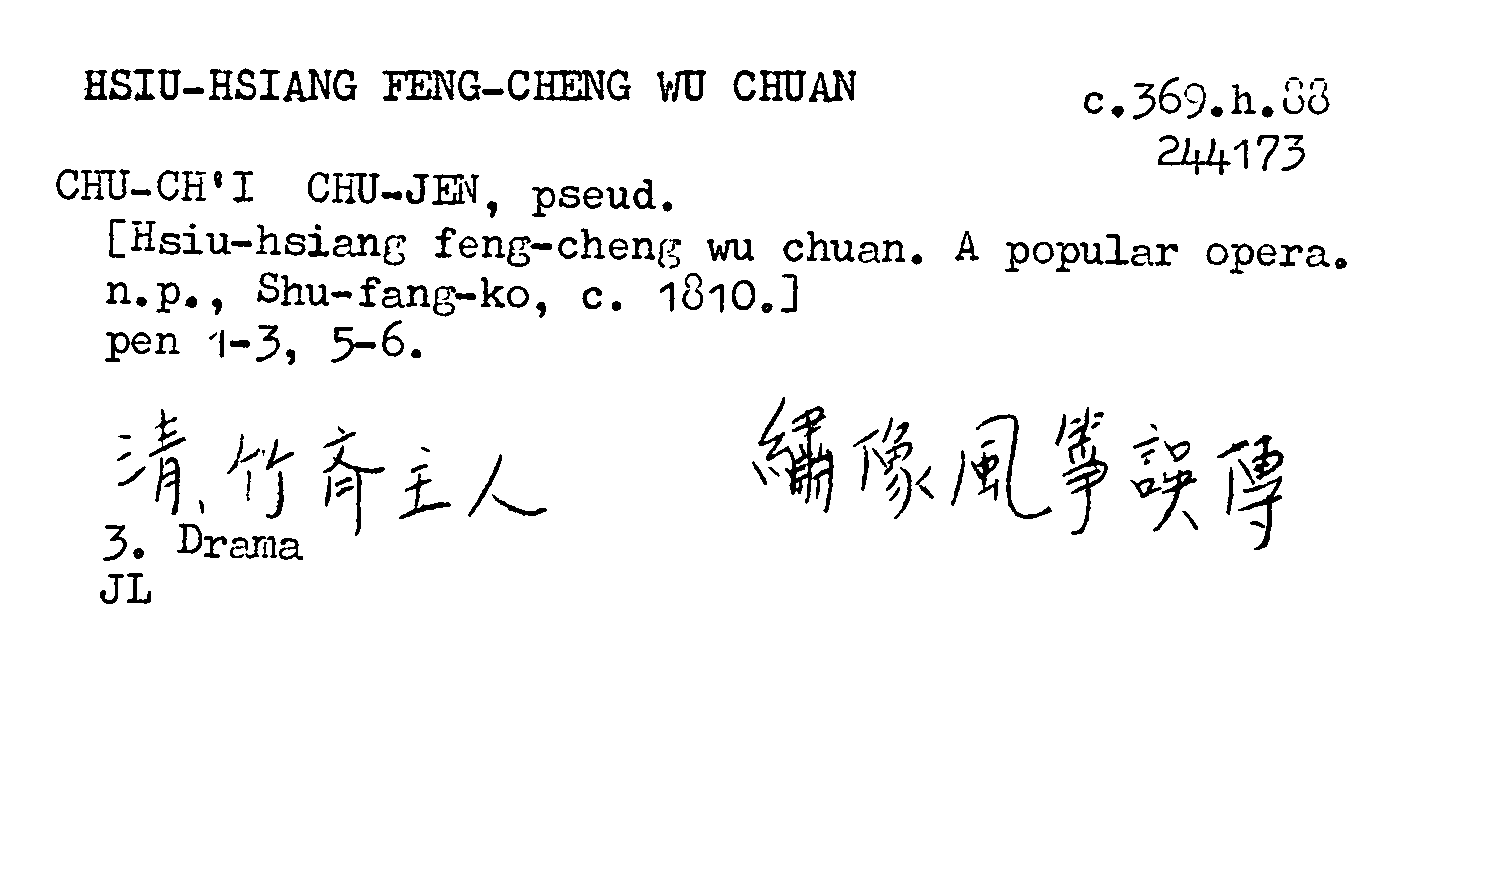 HSIU-HSIANG FENG-CHENG WU CHUAN
c.369.h.88
244173
CHU-CH'I CHU-JEN, pseud.
[Hsiu-hsiang feng-cheng wu chuan. A popular opera.
n.p., Shu-fang-ko, c. 1810.]
pen 1-3, 5-6.
清、竹斉主人 繡像風箏誤傳
3. Drama
JL